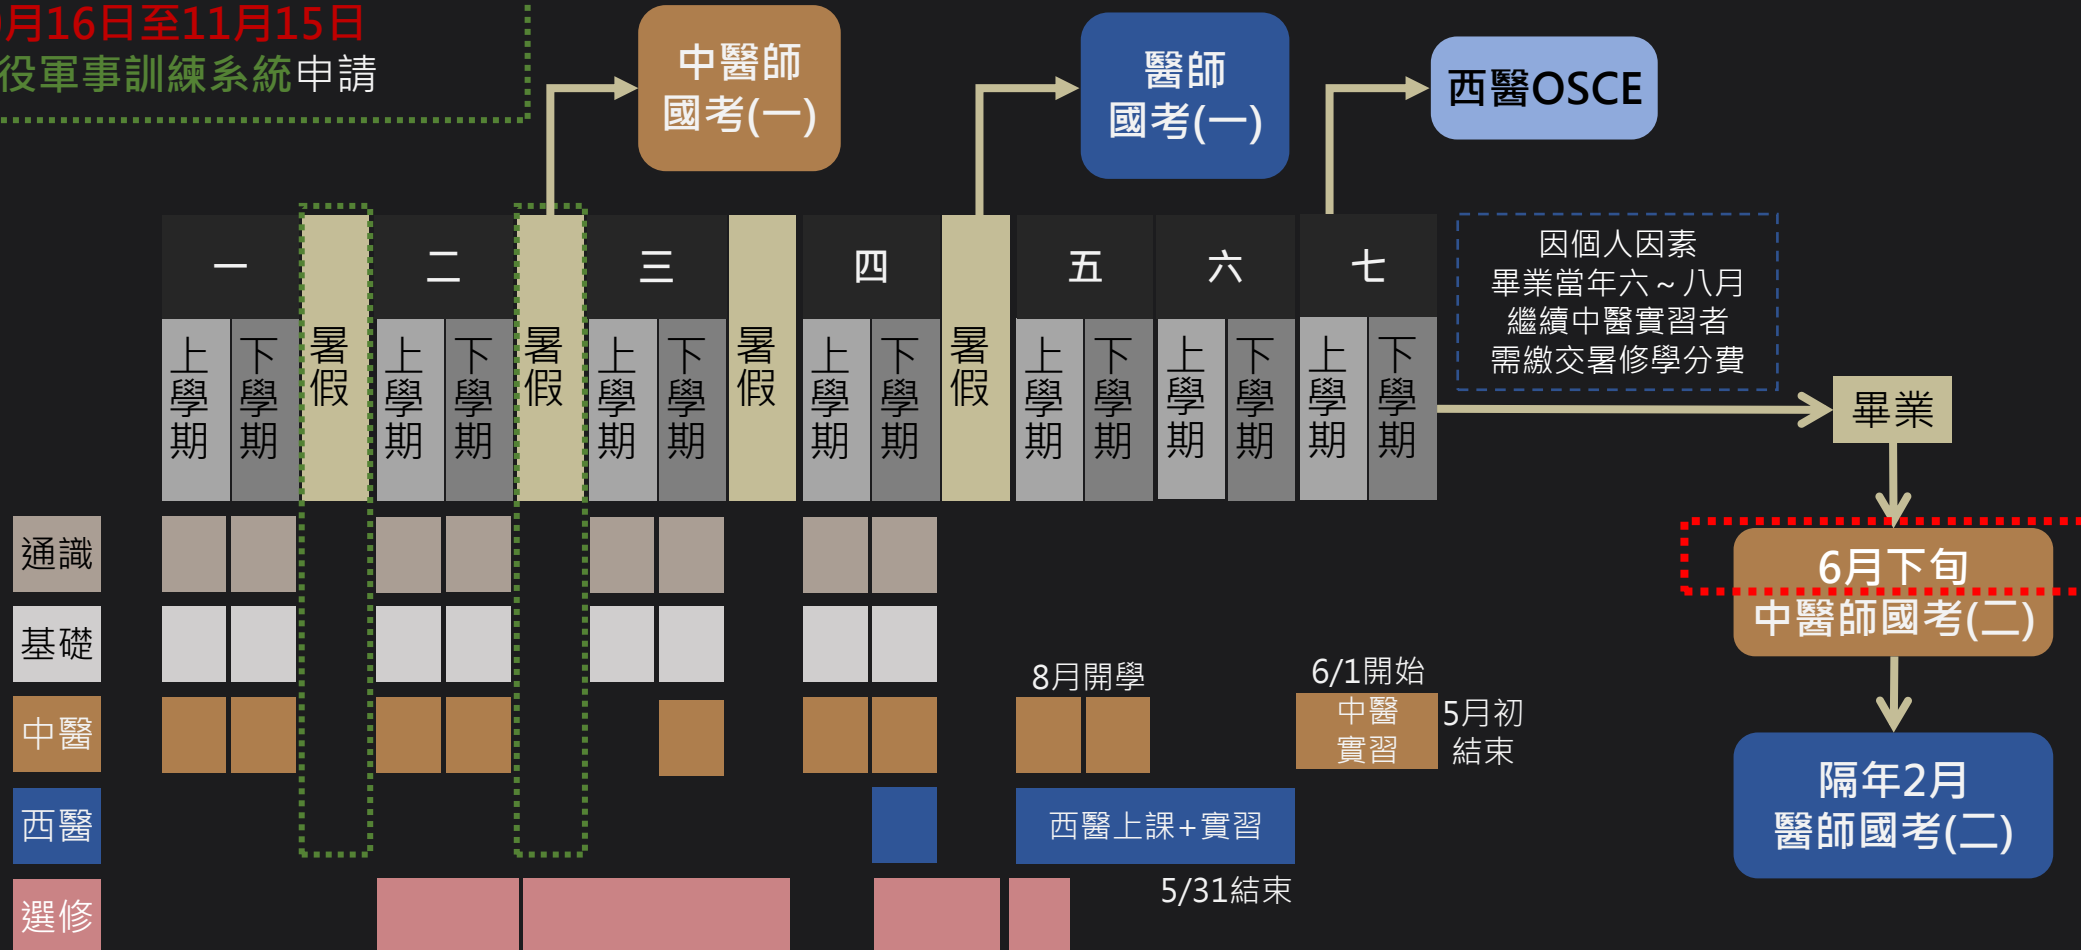 月16日至11月15日
役軍事訓練系統申請
中醫師
國考(一)
醫師
國考(一)
西醫OSCE
一
二
三
四
五
六
七
上學期
下學期
暑假
上學期
下學期
暑假
上學期
下學期
暑假
上學期
下學期
暑假
上學期
下學期
上學期
下學期
上學期
下學期
因個人因素
畢業當年六~八月
繼續中醫實習者
需繳交暑修學分費
畢業
6月下旬
中醫師國考(二)
隔年2月
醫師國考(二)
通識
基礎
中醫
8月開學
6/1開始
中醫
實習
5月初
結束
西醫
西醫上課+實習
5/31結束
選修